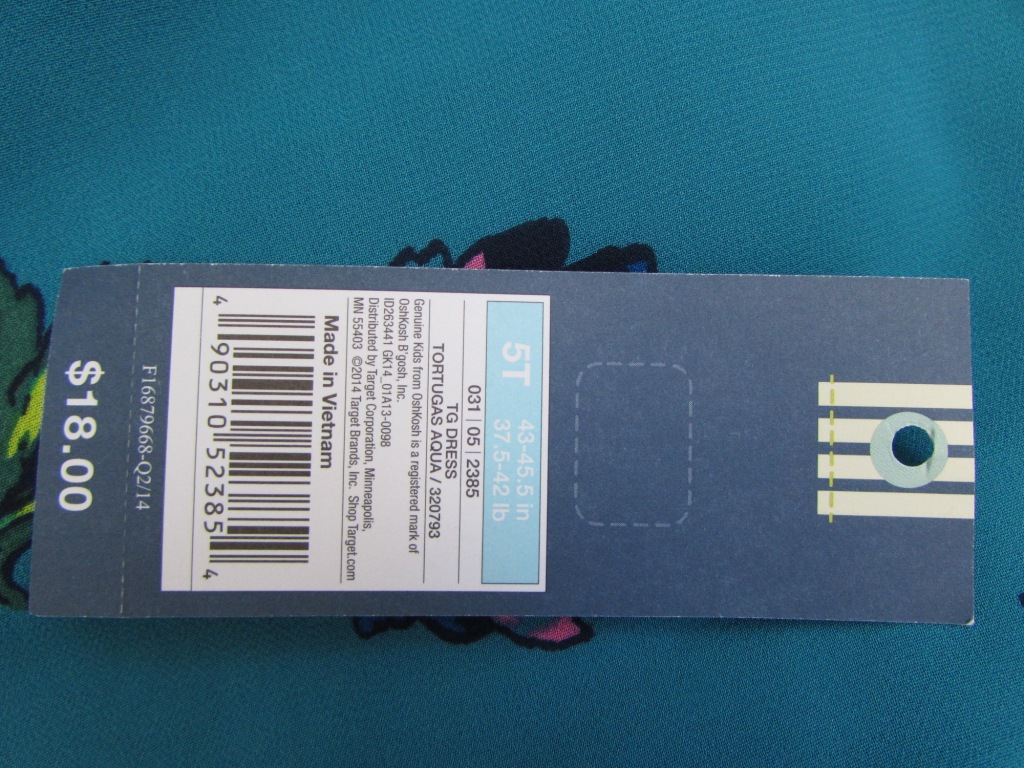 5T 43-45.5 in
37.5-42 lb
031 | 05 | 2385
TG DRESS
TORTUGAS AQUA / 320793
Genuine Kids from OshKosh is a registered mark of
OshKosh B'gosh, Inc.
ID263441 GK14_01A13-0098
Distributed by Target Corporation, Minneapolis,
MN 55403 ©2014 Target Brands, Inc. Shop Target.com
Made in Vietnam
4 90310 52385 4
F16879668-Q2/14
$18.00